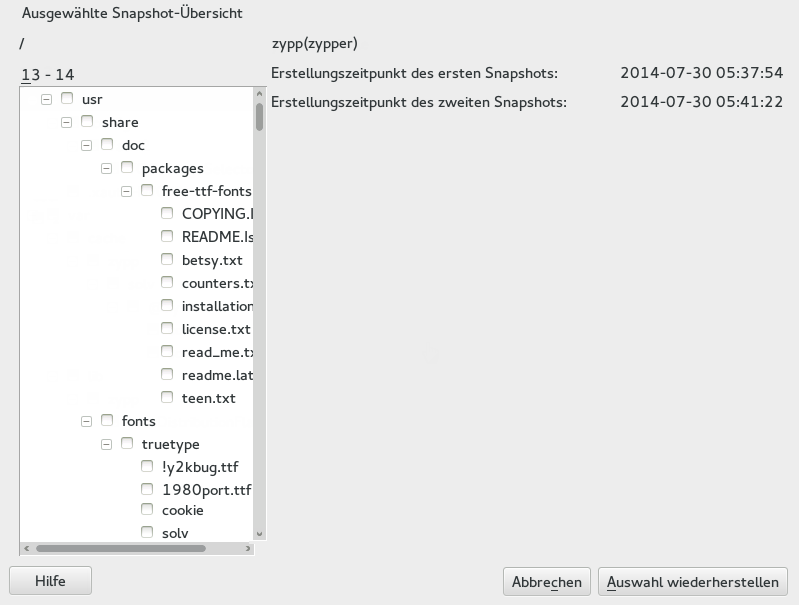 Ausgewählte Snapshot-Übersicht
/
zypp(zypper)
13 - 14
Erstellungszeitpunkt des ersten Snapshots: 2014-07-30 05:37:54
Erstellungszeitpunkt des zweiten Snapshots: 2014-07-30 05:41:22
usr
share
doc
packages
free-ttf-fonts
COPYING.
README.
betsy.txt
counters.
installation
license.txt
read_me.
readme.lat
teen.txt
fonts
truetype
!y2kbug.ttf
1980port.ttf
cookie
solv
Hilfe
Abbrechen
Auswahl wiederherstellen